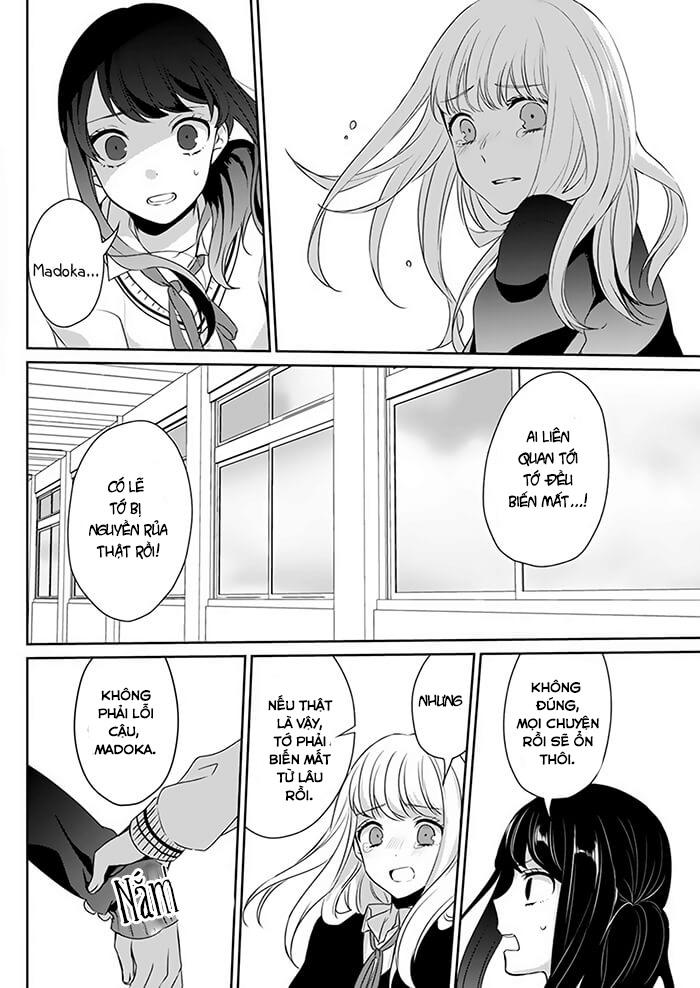 Madoka...
AI LIÊN
QUAN TỚI
TỚ ĐỀU
BIẾN MẤT...!
CÓ LẼ
TỚ BỊ
NGUYỀN RỦA
THẬT RỒI!
KHÔNG
ĐÚNG,
MỌI CHUYỆN
RỒI SẼ ỔN
THÔI.
NHƯNG
NẾU THẬT
LÀ VẬY,
TỚ PHẢI
BIẾN MẤT
TỪ LÂU
RỒI.
KHÔNG
PHẢI LỖI
CẬU,
MADOKA.
Nắm